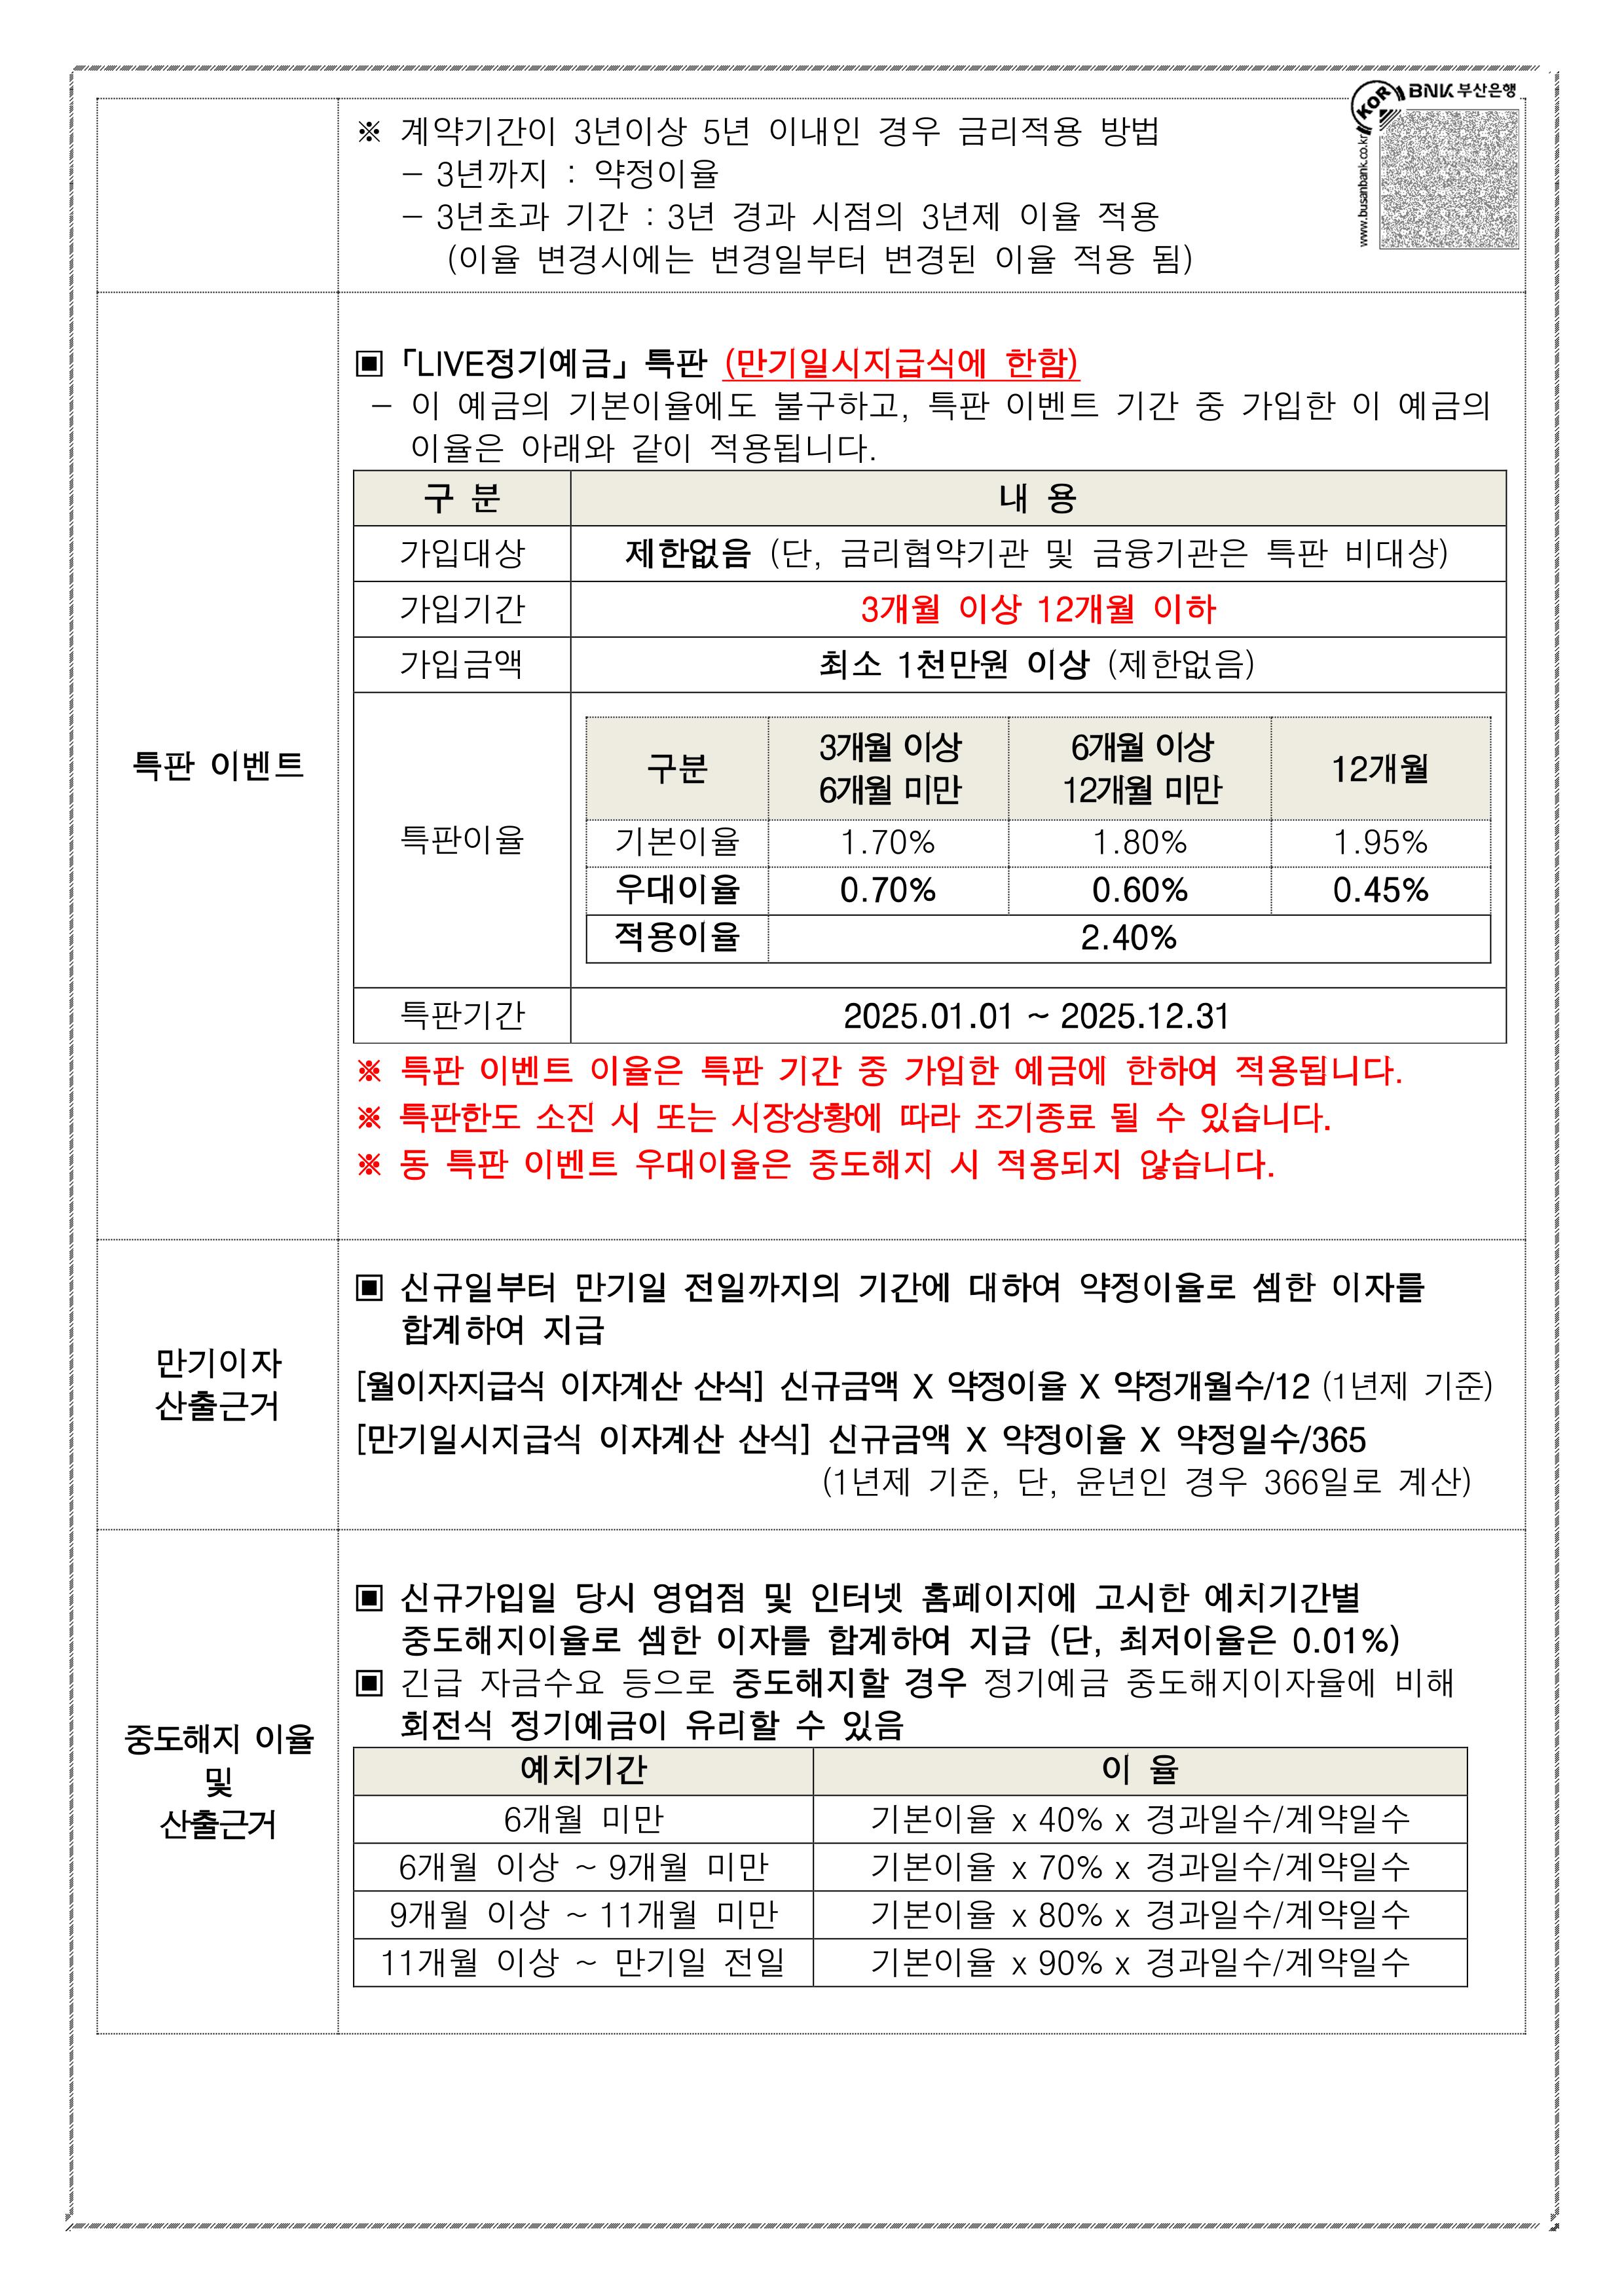 KOR BNK 부산은행
www.busanbank.co.kr
※ 계약기간이 3년이상 5년 이내인 경우 금리적용 방법
- 3년까지 : 약정이율
- 3년초과 기간 : 3년 경과 시점의 3년제 이율 적용
(이율 변경시에는 변경일부터 변경된 이율 적용 됨)
특판 이벤트
▣ 「LIVE정기예금」 특판 (만기일시지급식에 한함)
- 이 예금의 기본이율에도 불구하고, 특판 이벤트 기간 중 가입한 이 예금의
이율은 아래와 같이 적용됩니다.
구 분 내 용
가입대상 제한없음 (단, 금리협약기관 및 금융기관은 특판 비대상)
가입기간 3개월 이상 12개월 이하
가입금액 최소 1천만원 이상 (제한없음)
특판이율
구분 3개월 이상 6개월 미만 6개월 이상 12개월 미만 12개월
기본이율 1.70% 1.80% 1.95%
우대이율 0.70% 0.60% 0.45%
적용이율 2.40%
특판기간 2025.01.01 ~ 2025.12.31
※ 특판 이벤트 이율은 특판 기간 중 가입한 예금에 한하여 적용됩니다.
※ 특판한도 소진 시 또는 시장상황에 따라 조기종료 될 수 있습니다.
※ 동 특판 이벤트 우대이율은 중도해지 시 적용되지 않습니다.
만기이자
산출근거
▣ 신규일부터 만기일 전일까지의 기간에 대하여 약정이율로 셈한 이자를
합계하여 지급
[월이자지급식 이자계산 산식] 신규금액 X 약정이율 X 약정개월수/12 (1년제 기준)
[만기일시지급식 이자계산 산식] 신규금액 X 약정이율 X 약정일수/365
(1년제 기준, 단, 윤년인 경우 366일로 계산)
중도해지 이율
및
산출근거
▣ 신규가입일 당시 영업점 및 인터넷 홈페이지에 고시한 예치기간별
중도해지이율로 셈한 이자를 합계하여 지급 (단, 최저이율은 0.01%)
▣ 긴급 자금수요 등으로 중도해지할 경우 정기예금 중도해지이자율에 비해
회전식 정기예금이 유리할 수 있음
예치기간 이 율
6개월 미만 기본이율 x 40% x 경과일수/계약일수
6개월 이상 ~ 9개월 미만 기본이율 x 70% x 경과일수/계약일수
9개월 이상 ~ 11개월 미만 기본이율 x 80% x 경과일수/계약일수
11개월 이상 ~ 만기일 전일 기본이율 x 90% x 경과일수/계약일수